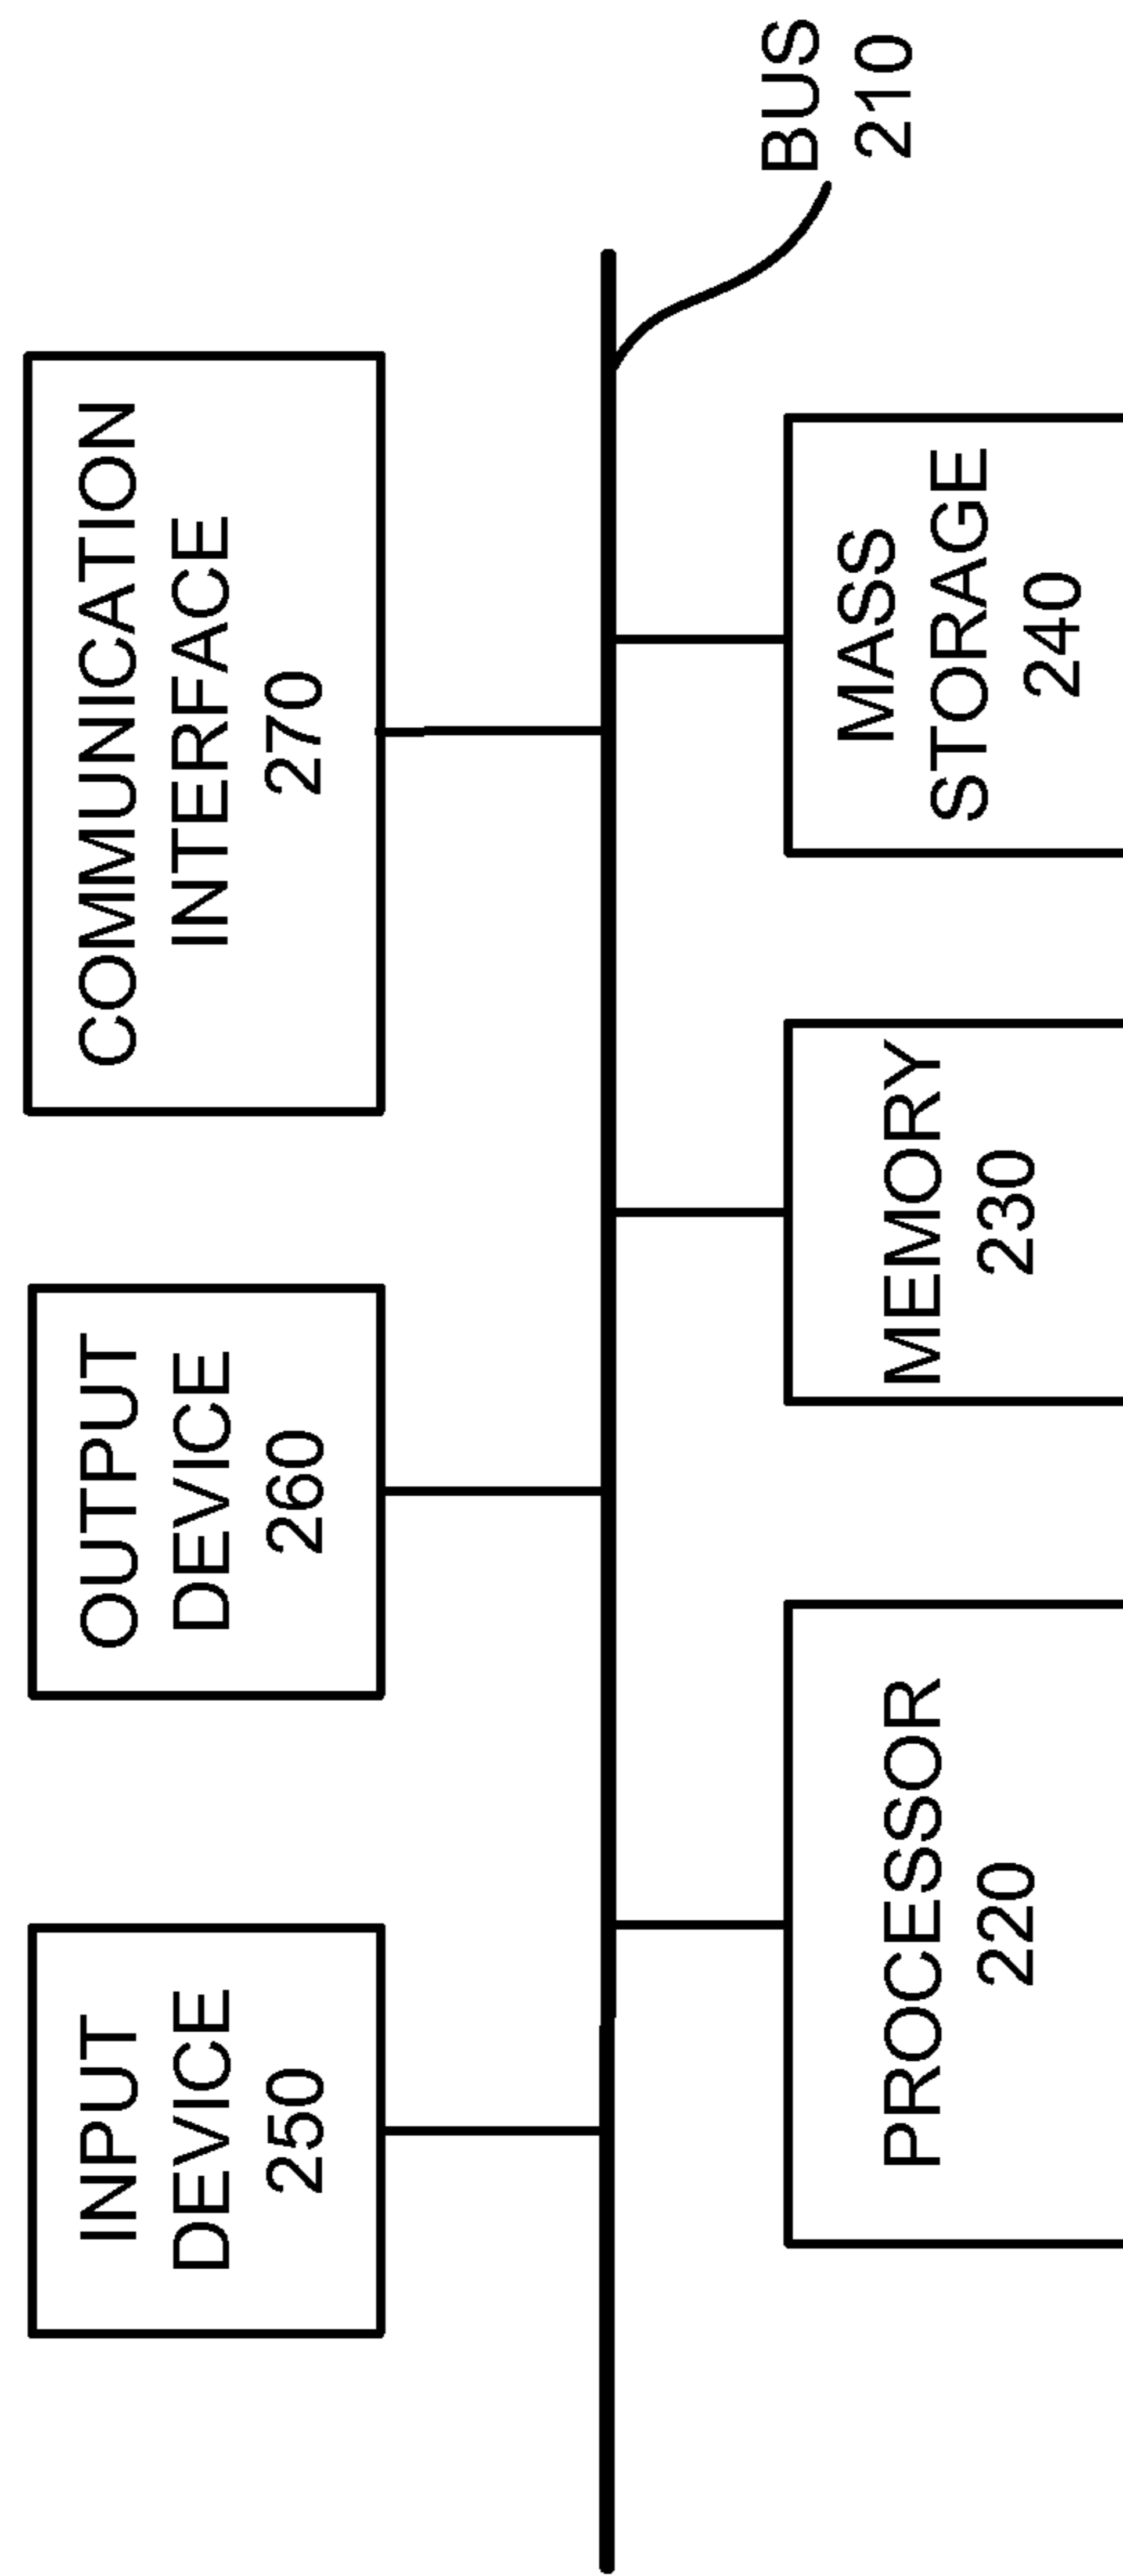 INPUT
DEVICE
250
OUTPUT
DEVICE
260
COMMUNICATION
INTERFACE
270
BUS
210
PROCESSOR
220
MEMORY
230
MASS
STORAGE
240